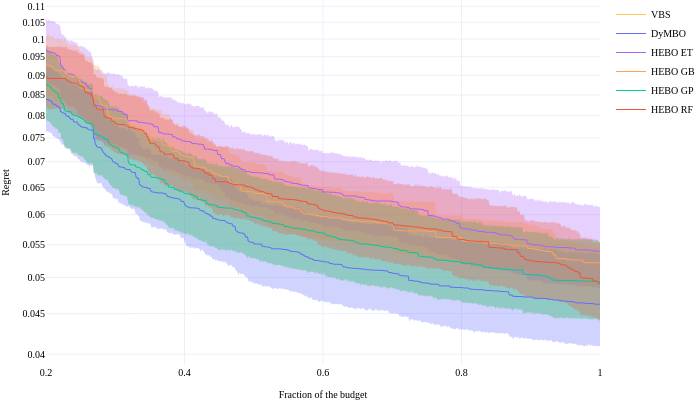 0.11
0.105
0.1
0.095
0.09
0.085
0.08
0.075
0.07
0.065
0.06
0.055
0.05
0.045
0.04
Regret
0.2
0.4
0.6
0.8
1
Fraction of the budget
VBS
DyMBO
HEBO ET
HEBO GB
HEBO GP
HEBO RF